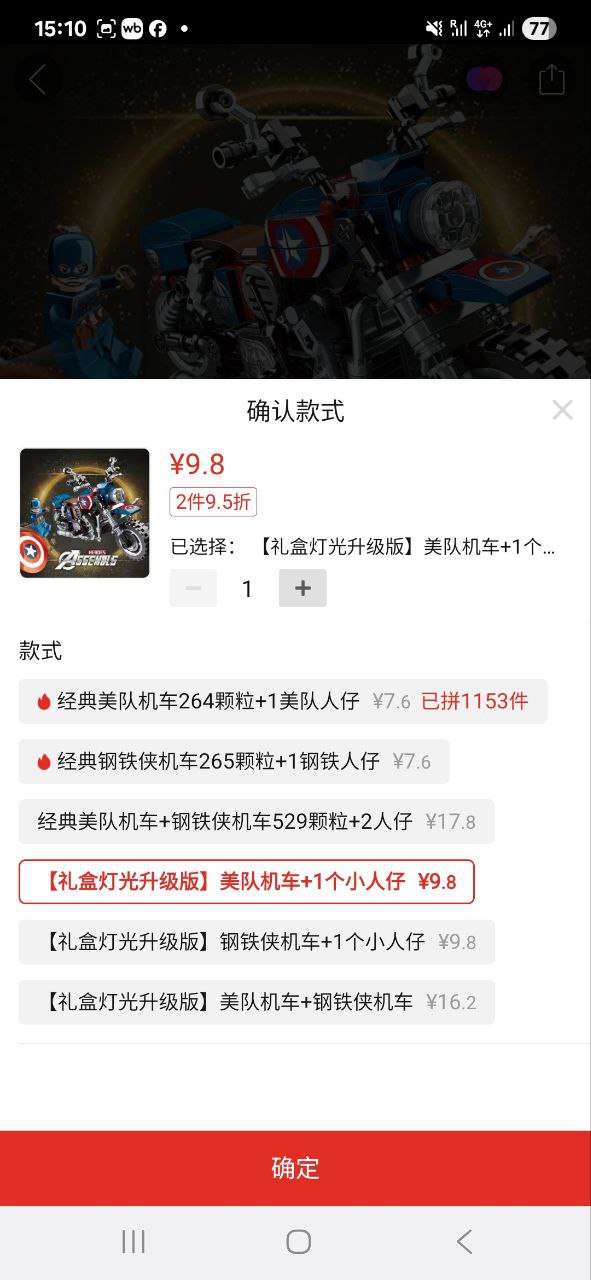 15:10
wb
R
4G+
77
确认款式
¥9.8
2件9.5折
已选择： 【礼盒灯光升级版】美队机车+1个...
1
HEROES
ASSEMBLS
款式
经典美队机车264颗粒+1美队人仔 ¥7.6 已拼1153件
经典钢铁侠机车265颗粒+1钢铁人仔 ¥7.6
经典美队机车+钢铁侠机车529颗粒+2人仔 ¥17.8
【礼盒灯光升级版】美队机车+1个小人仔 ¥9.8
【礼盒灯光升级版】钢铁侠机车+1个小人仔 ¥9.8
【礼盒灯光升级版】美队机车+钢铁侠机车 ¥16.2
确定